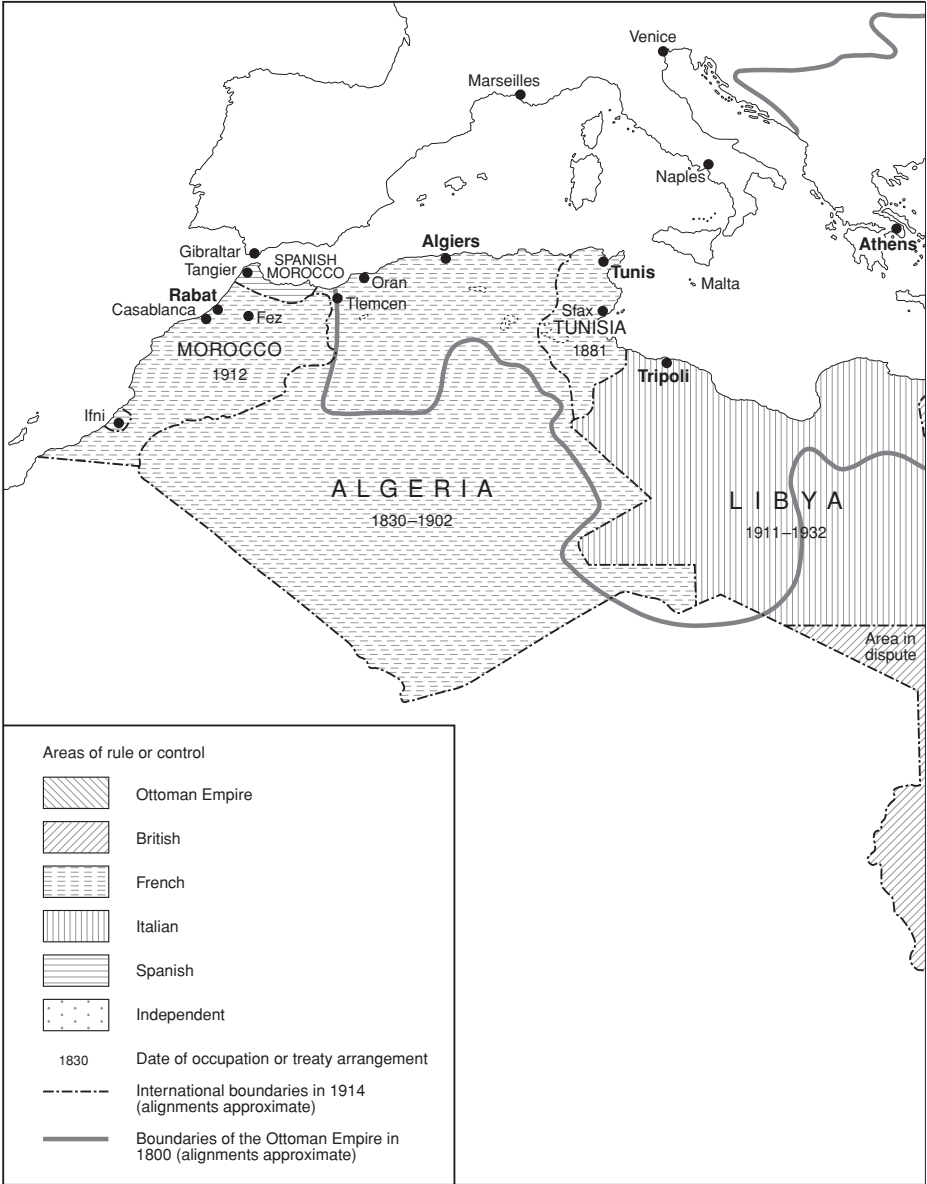 Venice
Marseilles
Naples
Gibraltar
Tangier
SPANISH
MOROCCO
Algiers
Oran
Tunis
Athens
Malta
Rabat
Casablanca
Fez
Tlemcen
Sfax
TUNISIA
1881
MOROCCO
1912
Tripoli
Ifni
ALGERIA
1830–1902
LIBYA
1911–1932
Area in
dispute
Areas of rule or control
Ottoman Empire
British
French
Italian
Spanish
Independent
1830 Date of occupation or treaty arrangement
International boundaries in 1914
(alignments approximate)
Boundaries of the Ottoman Empire in
1800 (alignments approximate)